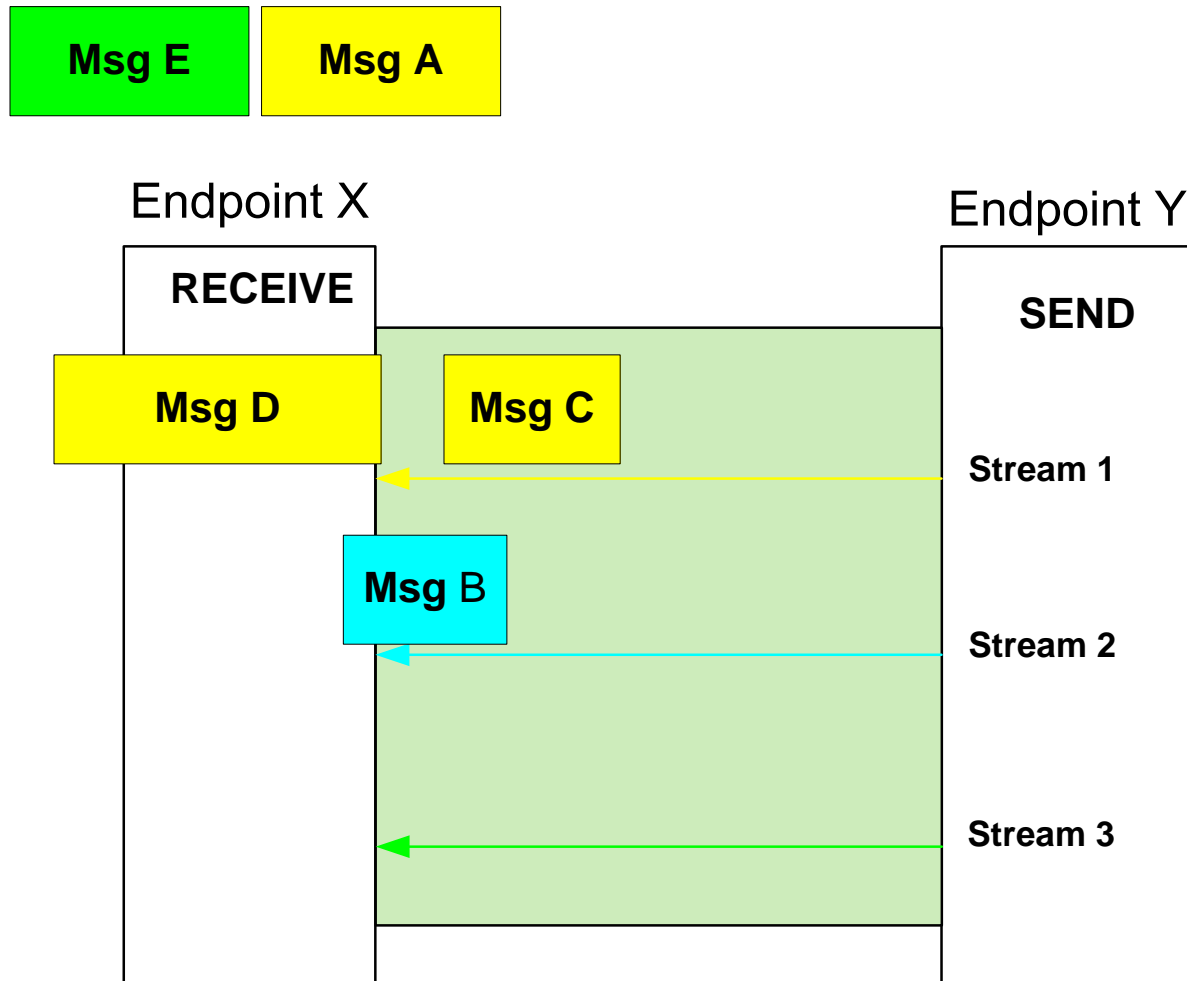 Msg E
Msg A
Endpoint X
Endpoint Y
RECEIVE
SEND
Msg D
Msg C
Stream 1
Msg B
Stream 2
Stream 3